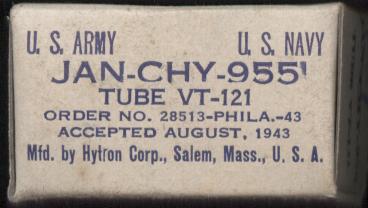 U. S. ARMY U. S. NAVY
JAN-CHY-955
TUBE VT-121
ORDER NO. 28513-PHILA.-43
ACCEPTED AUGUST, 1943
Mfd. by Hytron Corp., Salem, Mass., U. S. A.